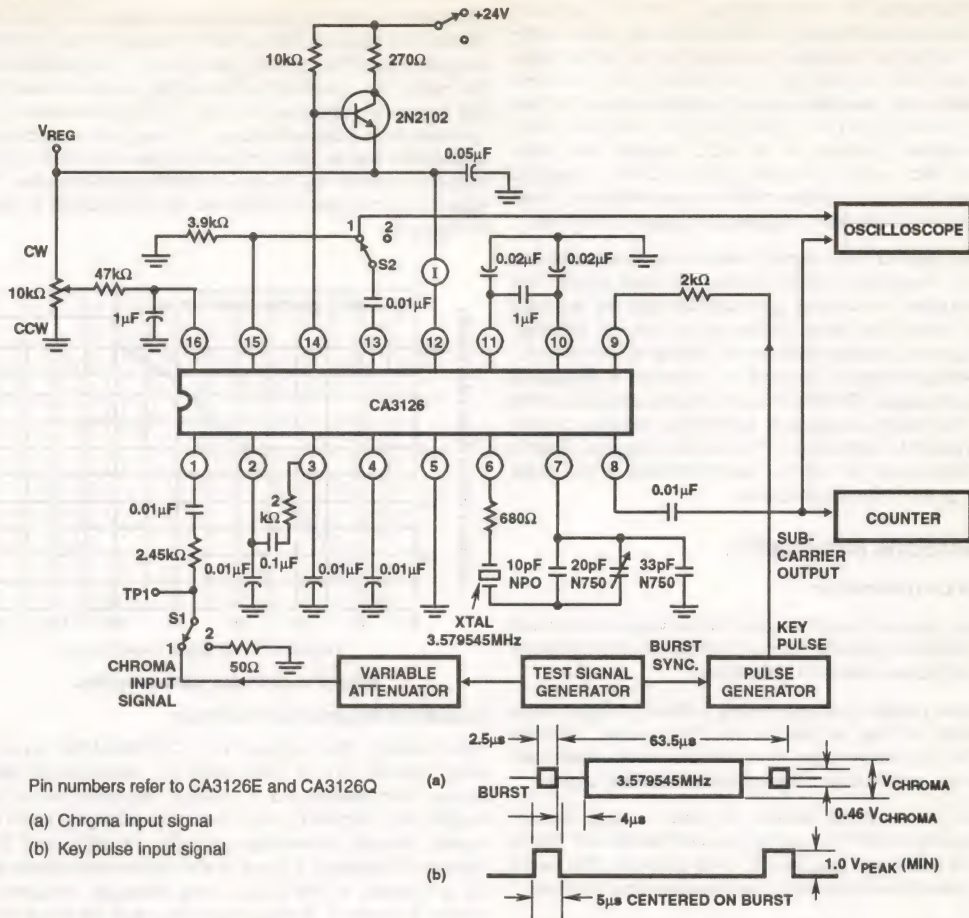 +24V
10kΩ
270Ω
2N2102
VREG
0.05µF
3.9kΩ
1
2
S2
OSCILLOSCOPE
CW
47kΩ
10kΩ
CCW
1µF
0.01µF
I
0.02µF
0.02µF
1µF
2kΩ
16
15
14
13
12
11
10
9
CA3126
1
2
3
4
5
6
7
8
0.01µF
2.45kΩ
2
kΩ
0.01µF
0.1µF
0.01µF
0.01µF
680Ω
10pF
NPO
20pF
N750
33pF
N750
0.01µF
COUNTER
SUB-
CARRIER
OUTPUT
TP1
S1
1
2
50Ω
XTAL
3.579545MHz
CHROMA
INPUT
SIGNAL
VARIABLE
ATTENUATOR
TEST SIGNAL
GENERATOR
BURST
SYNC.
PULSE
GENERATOR
KEY
PULSE
2.5µs
63.5µs
(a)
BURST
3.579545MHz
VCHROMA
0.46 VCHROMA
4µs
(b)
1.0 VPEAK (MIN)
5µs CENTERED ON BURST
Pin numbers refer to CA3126E and CA3126Q
(a) Chroma input signal
(b) Key pulse input signal